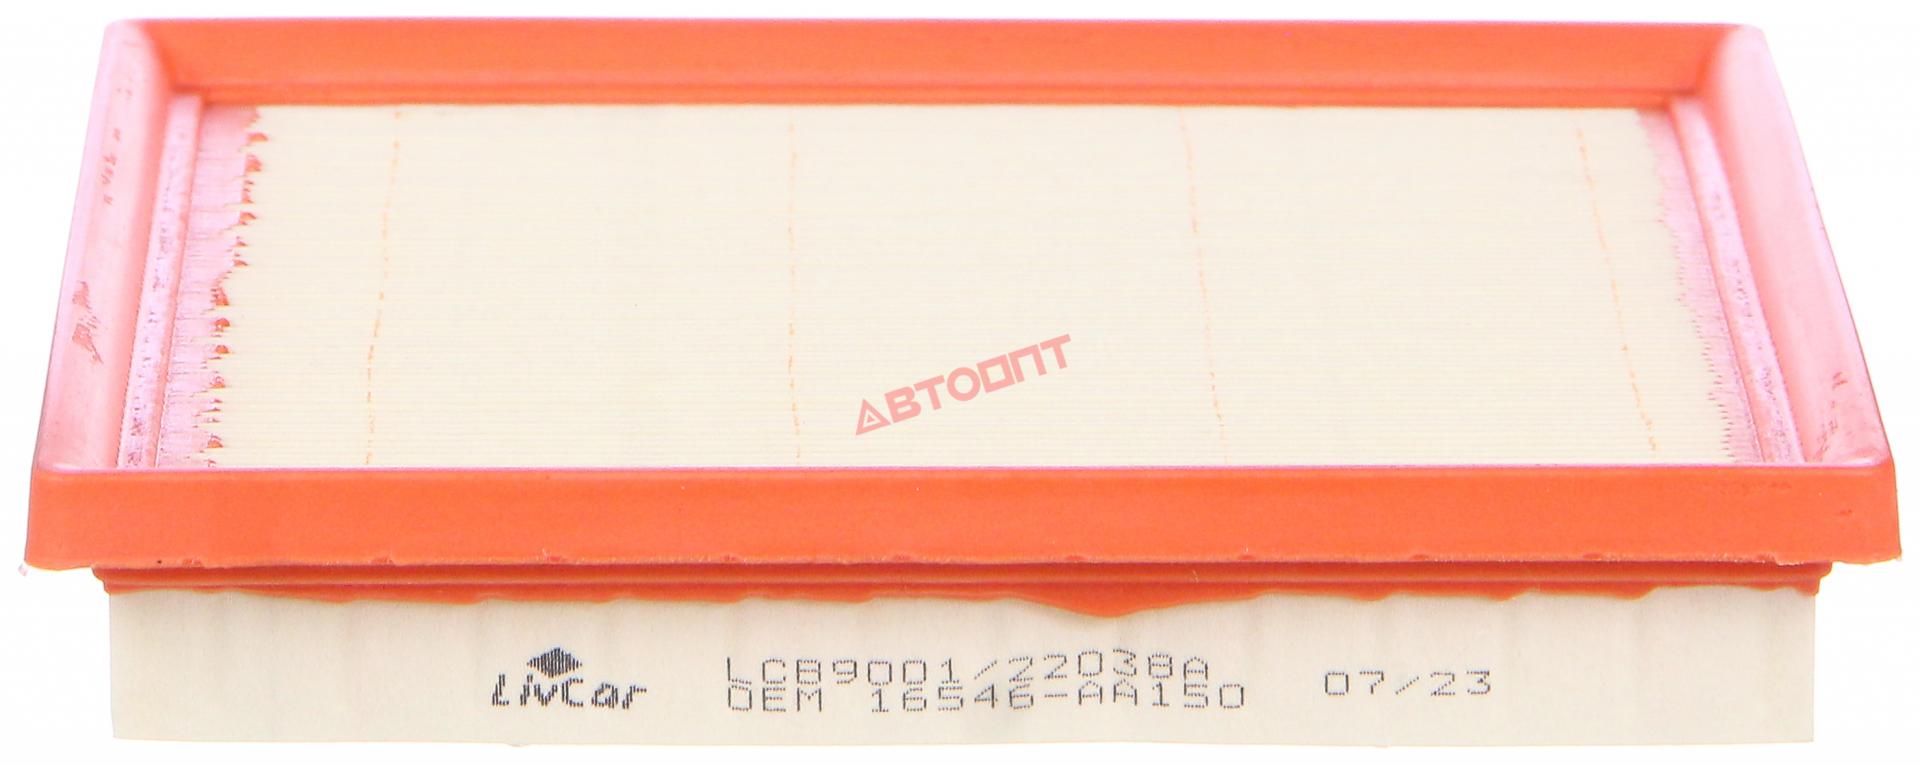 АВТООПТ
LivCar
LCB9001/22038A
OEM 16546-AA150
07/23